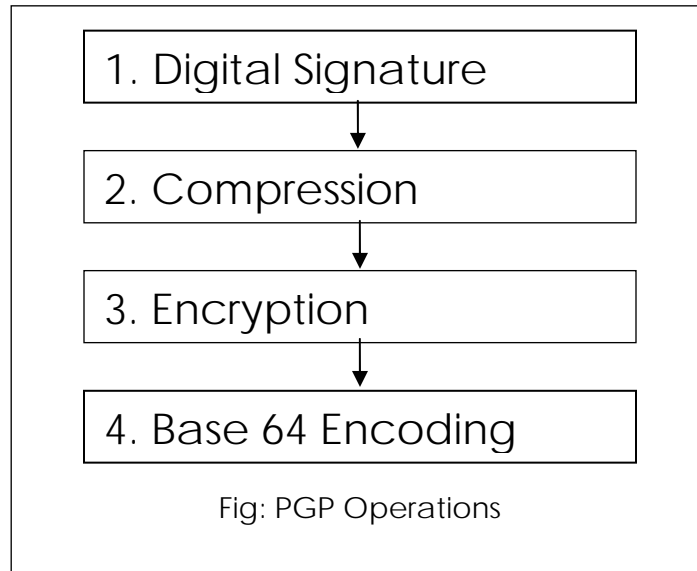 1. Digital Signature
2. Compression
3. Encryption
4. Base 64 Encoding
Fig: PGP Operations